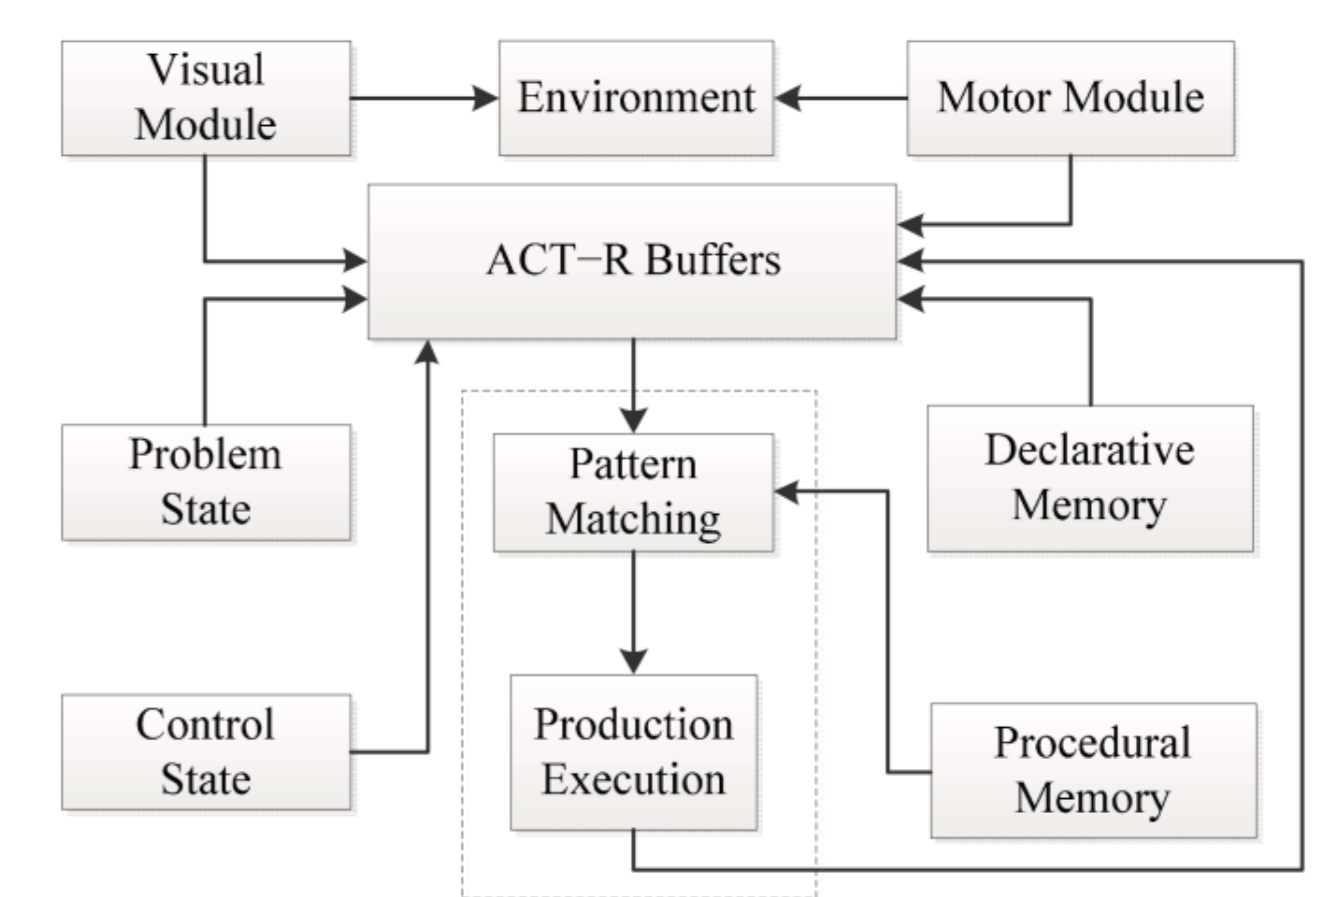 Visual
Module
Environment
Motor Module
ACT−R Buffers
Problem
State
Pattern
Matching
Declarative
Memory
Control
State
Production
Execution
Procedural
Memory